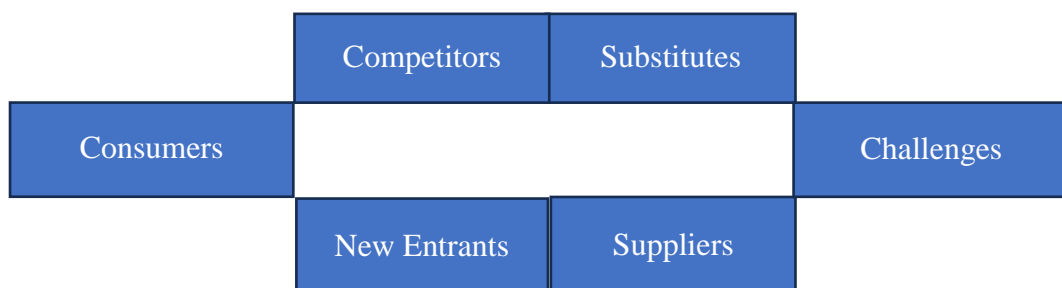 Competitors
Substitutes
Consumers
Challenges
New Entrants
Suppliers